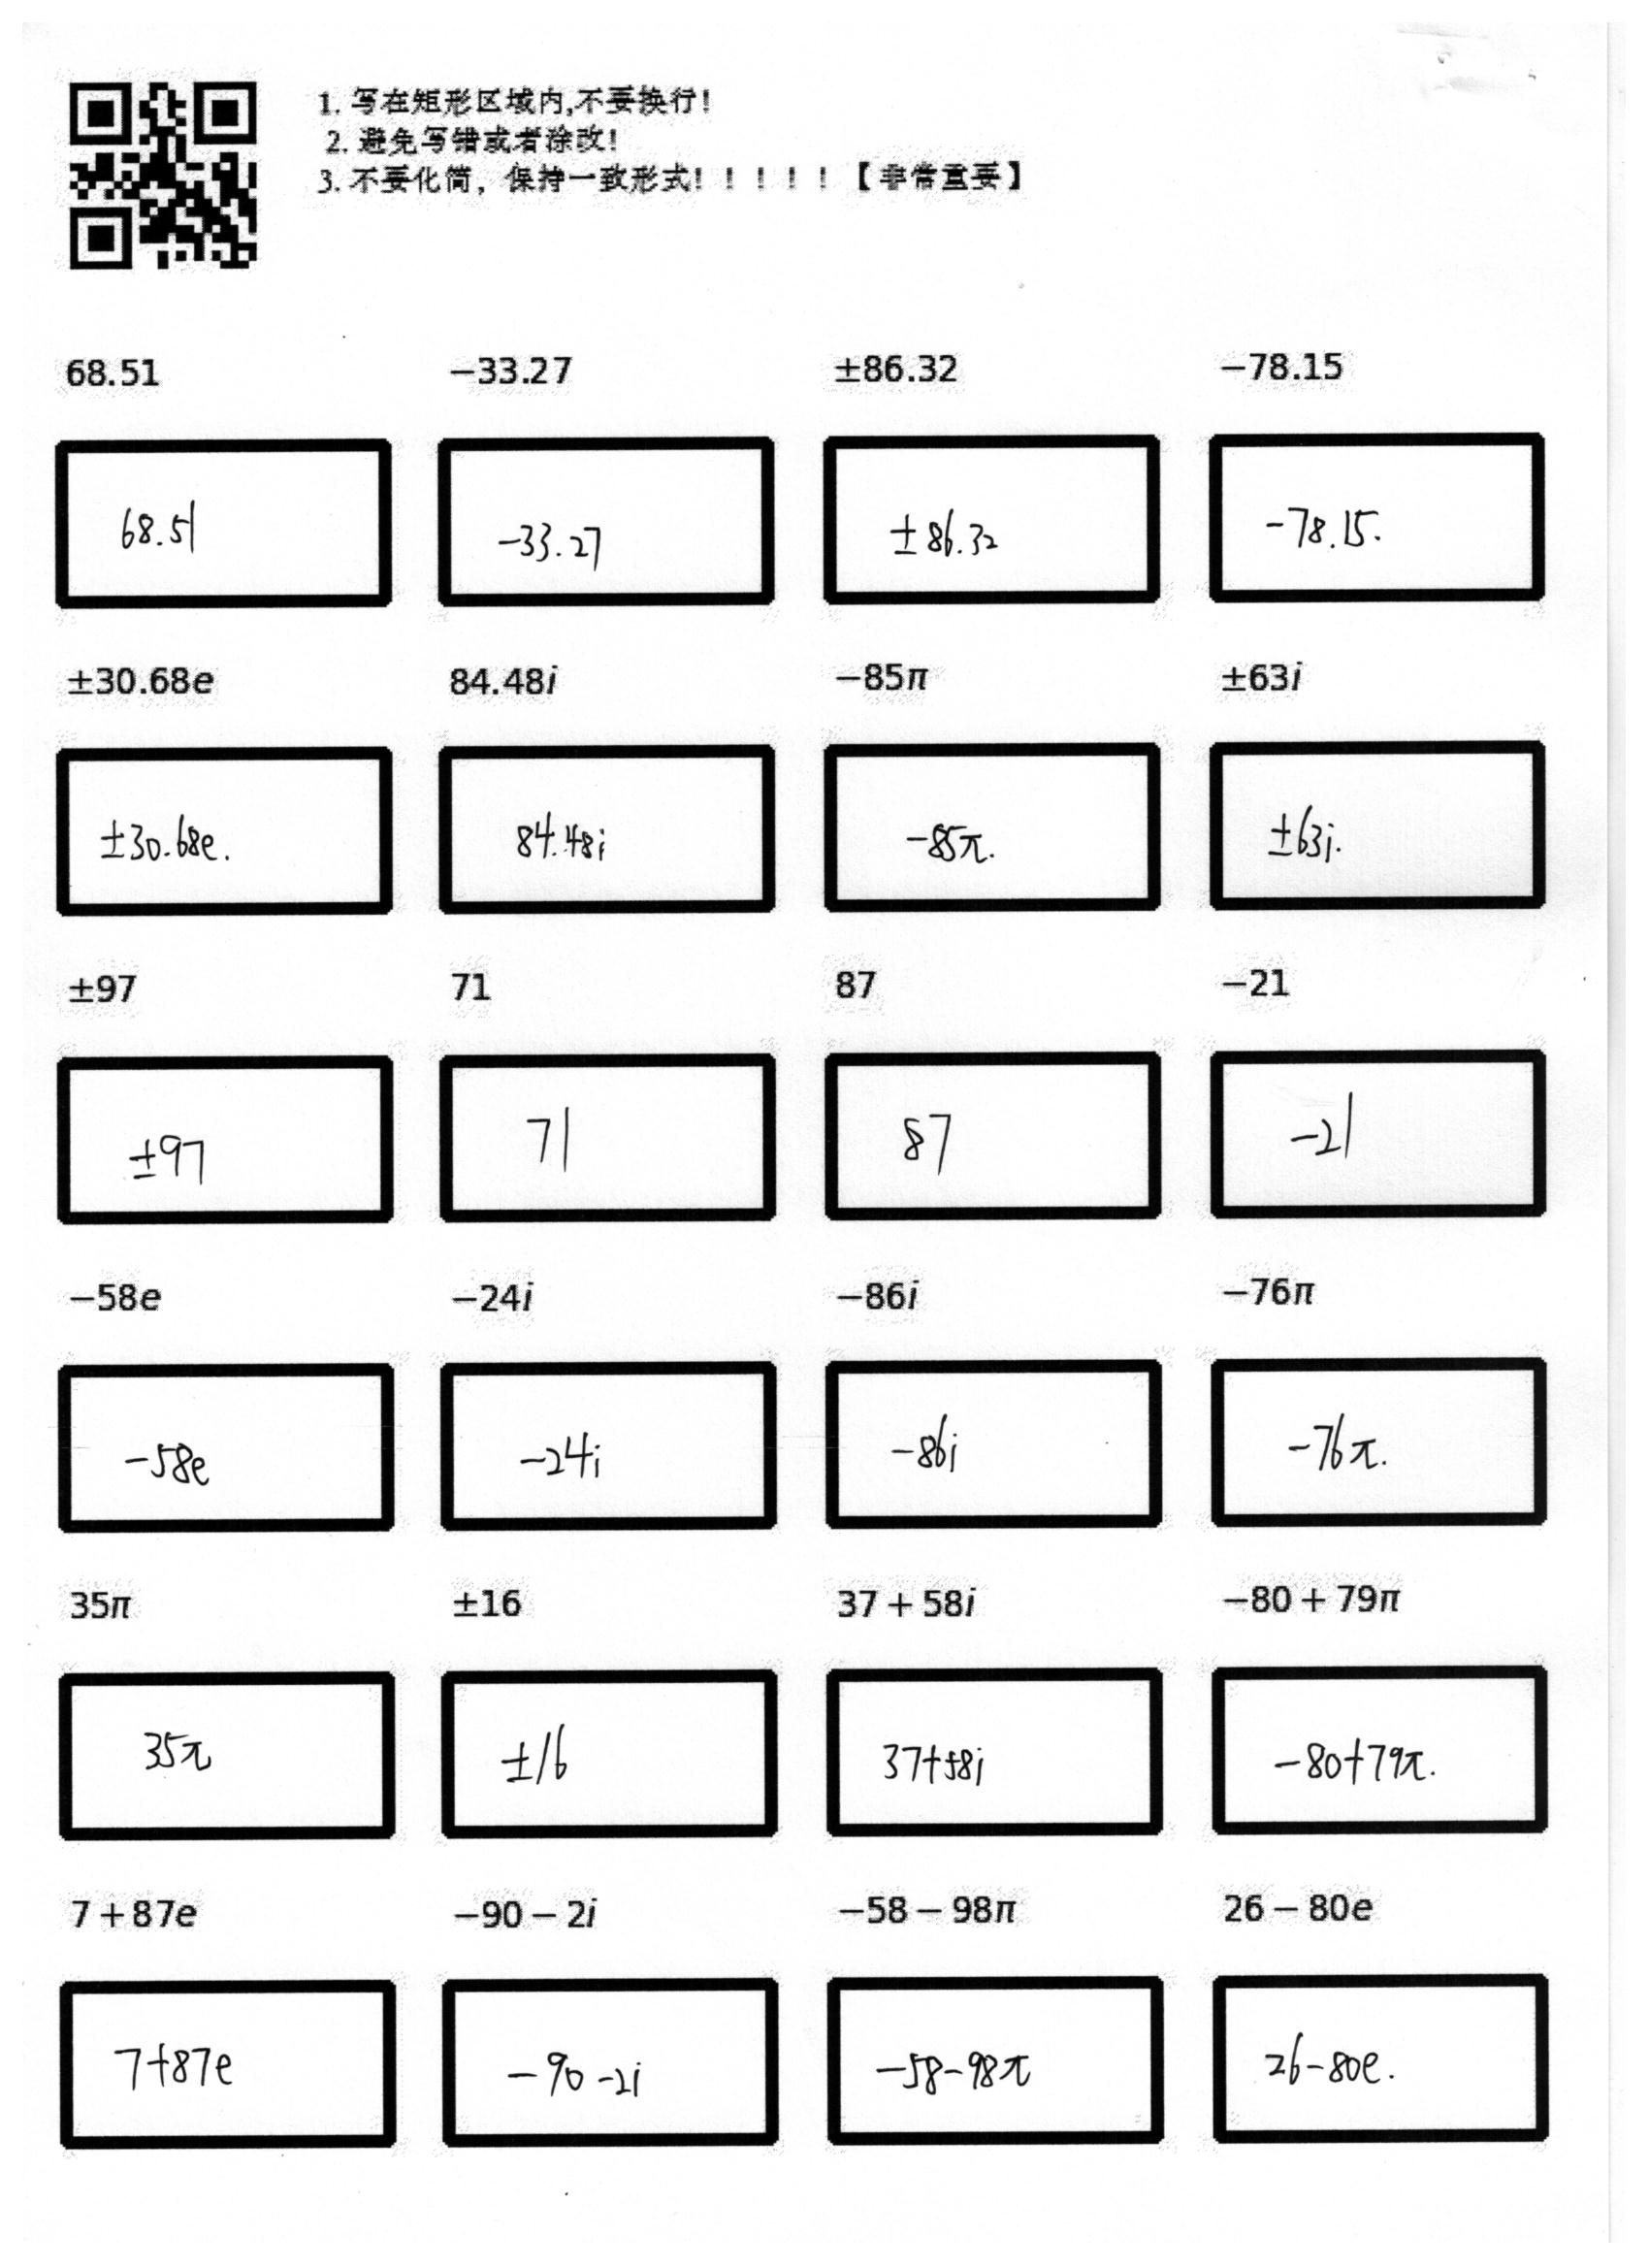 1. 写在矩形区域内,不要换行!
2. 避免写错或者涂改!
3. 不要化简，保持一致形式!！！！！【非常重要】
68.51 −33.27 ±86.32 −78.15
68.51 -33.27 ±86.32 -78.15.
±30.68e 84.48i −85π ±63i
±30.68e. 84.48i -85π. ±63i.
±97 71 87 −21
±97 71 87 -21
−58e −24i −86i −76π
-58e -24i -86i -76π.
35π ±16 37 + 58i −80 + 79π
35π ±16 37+58i -80+79π.
7 + 87e −90 − 2i −58 − 98π 26 − 80e
7+87e -90-2i -58-98π 26-80e.